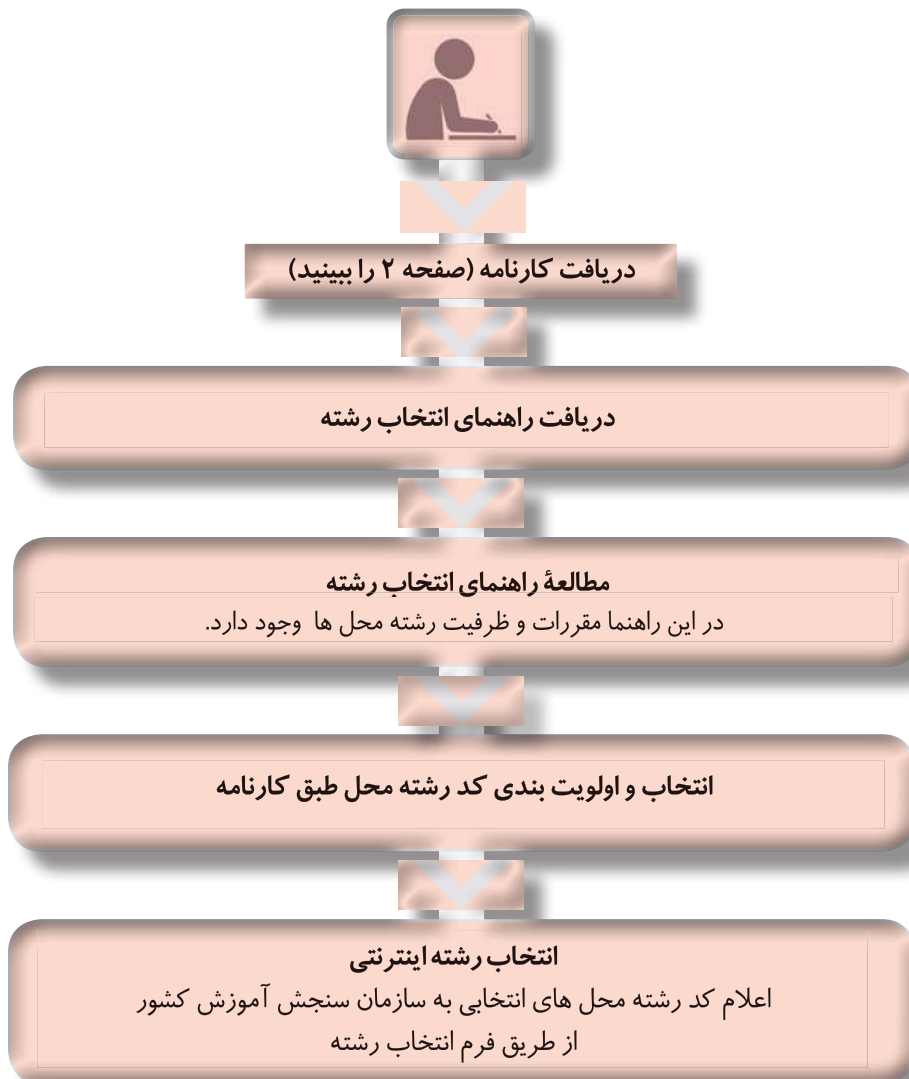 دریافت کارنامه (صفحه ۲ را ببینید)
دریافت راهنمای انتخاب رشته
مطالعهٔ راهنمای انتخاب رشته
در این راهنما مقررات و ظرفیت رشته محل ها وجود دارد.
انتخاب و اولویت بندی کد رشته محل طبق کارنامه
انتخاب رشته اینترنتی
اعلام کد رشته محل های انتخابی به سازمان سنجش آموزش کشور
از طریق فرم انتخاب رشته